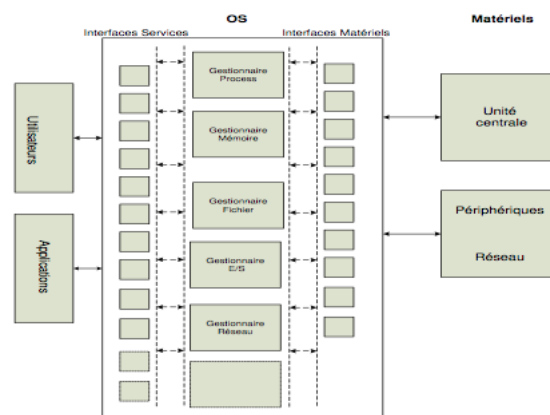 OS
Matériels
Interfaces Services
Interfaces Matériels
Utilisateurs
Applications
Gestionnaire
Process
Gestionnaire
Mémoire
Gestionnaire
Fichier
Gestionnaire
E/S
Gestionnaire
Réseau
Unité
centrale
Périphériques
Réseau